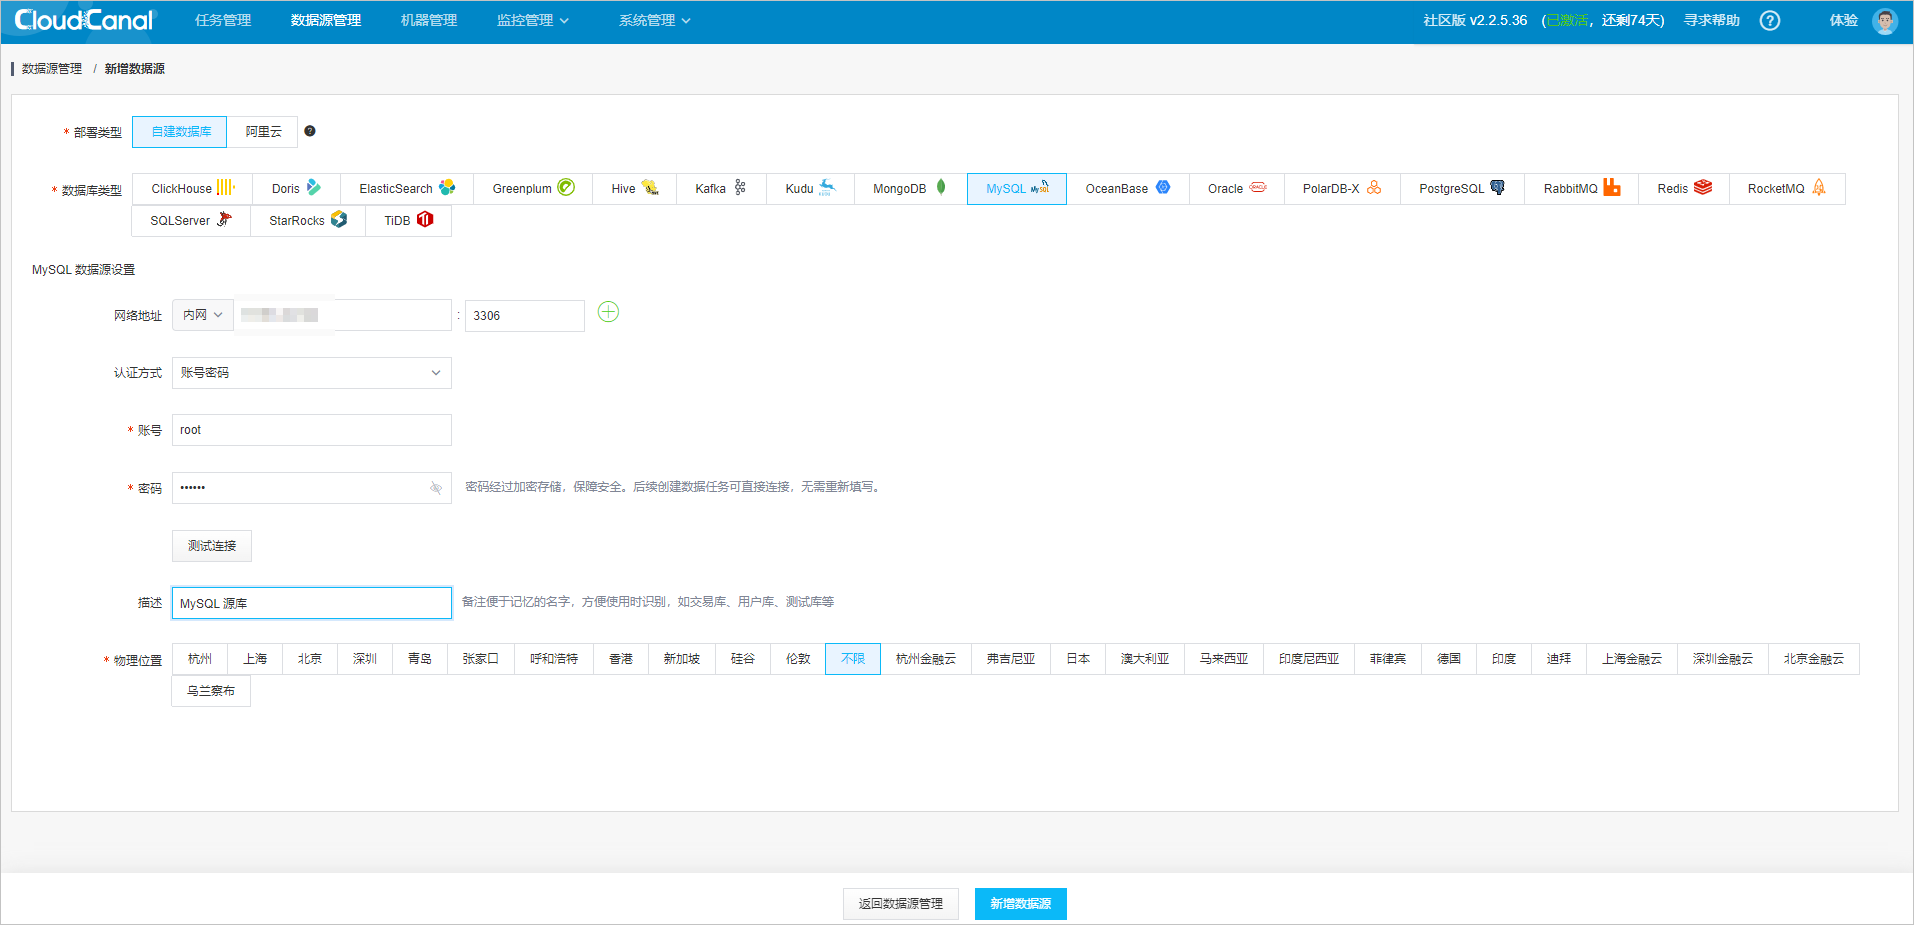 CloudCanal 任务管理 数据源管理 机器管理 监控管理 系统管理 社区版 v2.2.5.36 (已激活，还剩74天) 寻求帮助 ? 体验
数据源管理 / 新增数据源
* 部署类型 自建数据库 阿里云 ?
* 数据库类型 ClickHouse Doris ElasticSearch Greenplum Hive Kafka Kudu MongoDB MySQL OceanBase Oracle PolarDB-X PostgreSQL RabbitMQ Redis RocketMQ
SQLServer StarRocks TiDB
MySQL 数据源设置
网络地址 内网 : 3306
认证方式 账号密码
* 账号 root
* 密码 •••••• 密码经过加密存储，保障安全。后续创建数据任务可直接连接，无需重新填写。
测试连接
描述 MySQL 源库 备注便于记忆的名字，方便使用时识别，如交易库、用户库、测试库等
* 物理位置 杭州 上海 北京 深圳 青岛 张家口 呼和浩特 香港 新加坡 硅谷 伦敦 不限 杭州金融云 弗吉尼亚 日本 澳大利亚 马来西亚 印度尼西亚 菲律宾 德国 印度 迪拜 上海金融云 深圳金融云 北京金融云
乌兰察布
返回数据源管理 新增数据源